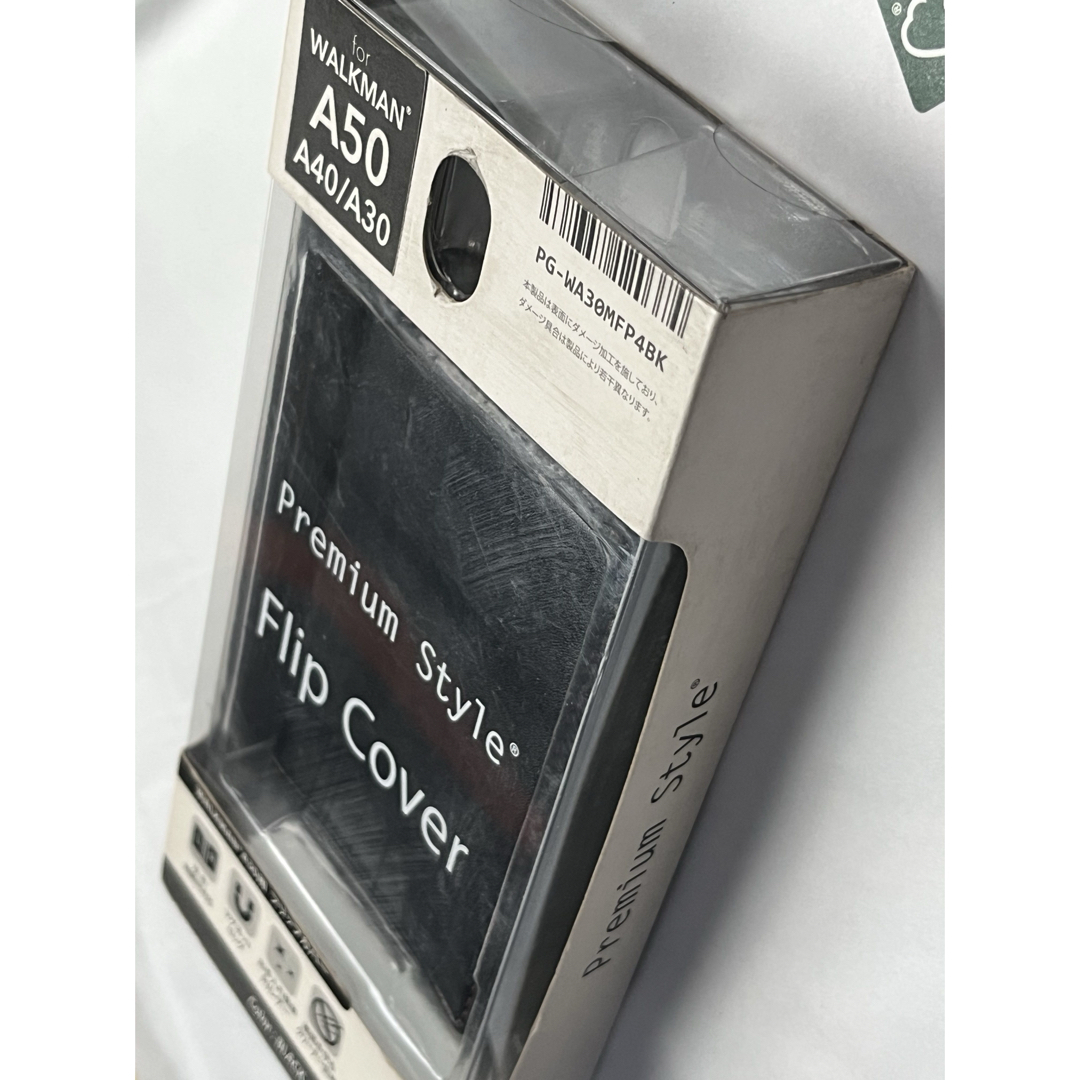 for
WALKMAN®
A50
A40/A30
PG-WA30MFP4BK
本製品は表面にダメージ加工を施しており、
ダメージ具合は製品により若干異なります。
Premium Style®
Flip Cover
Premium Style®